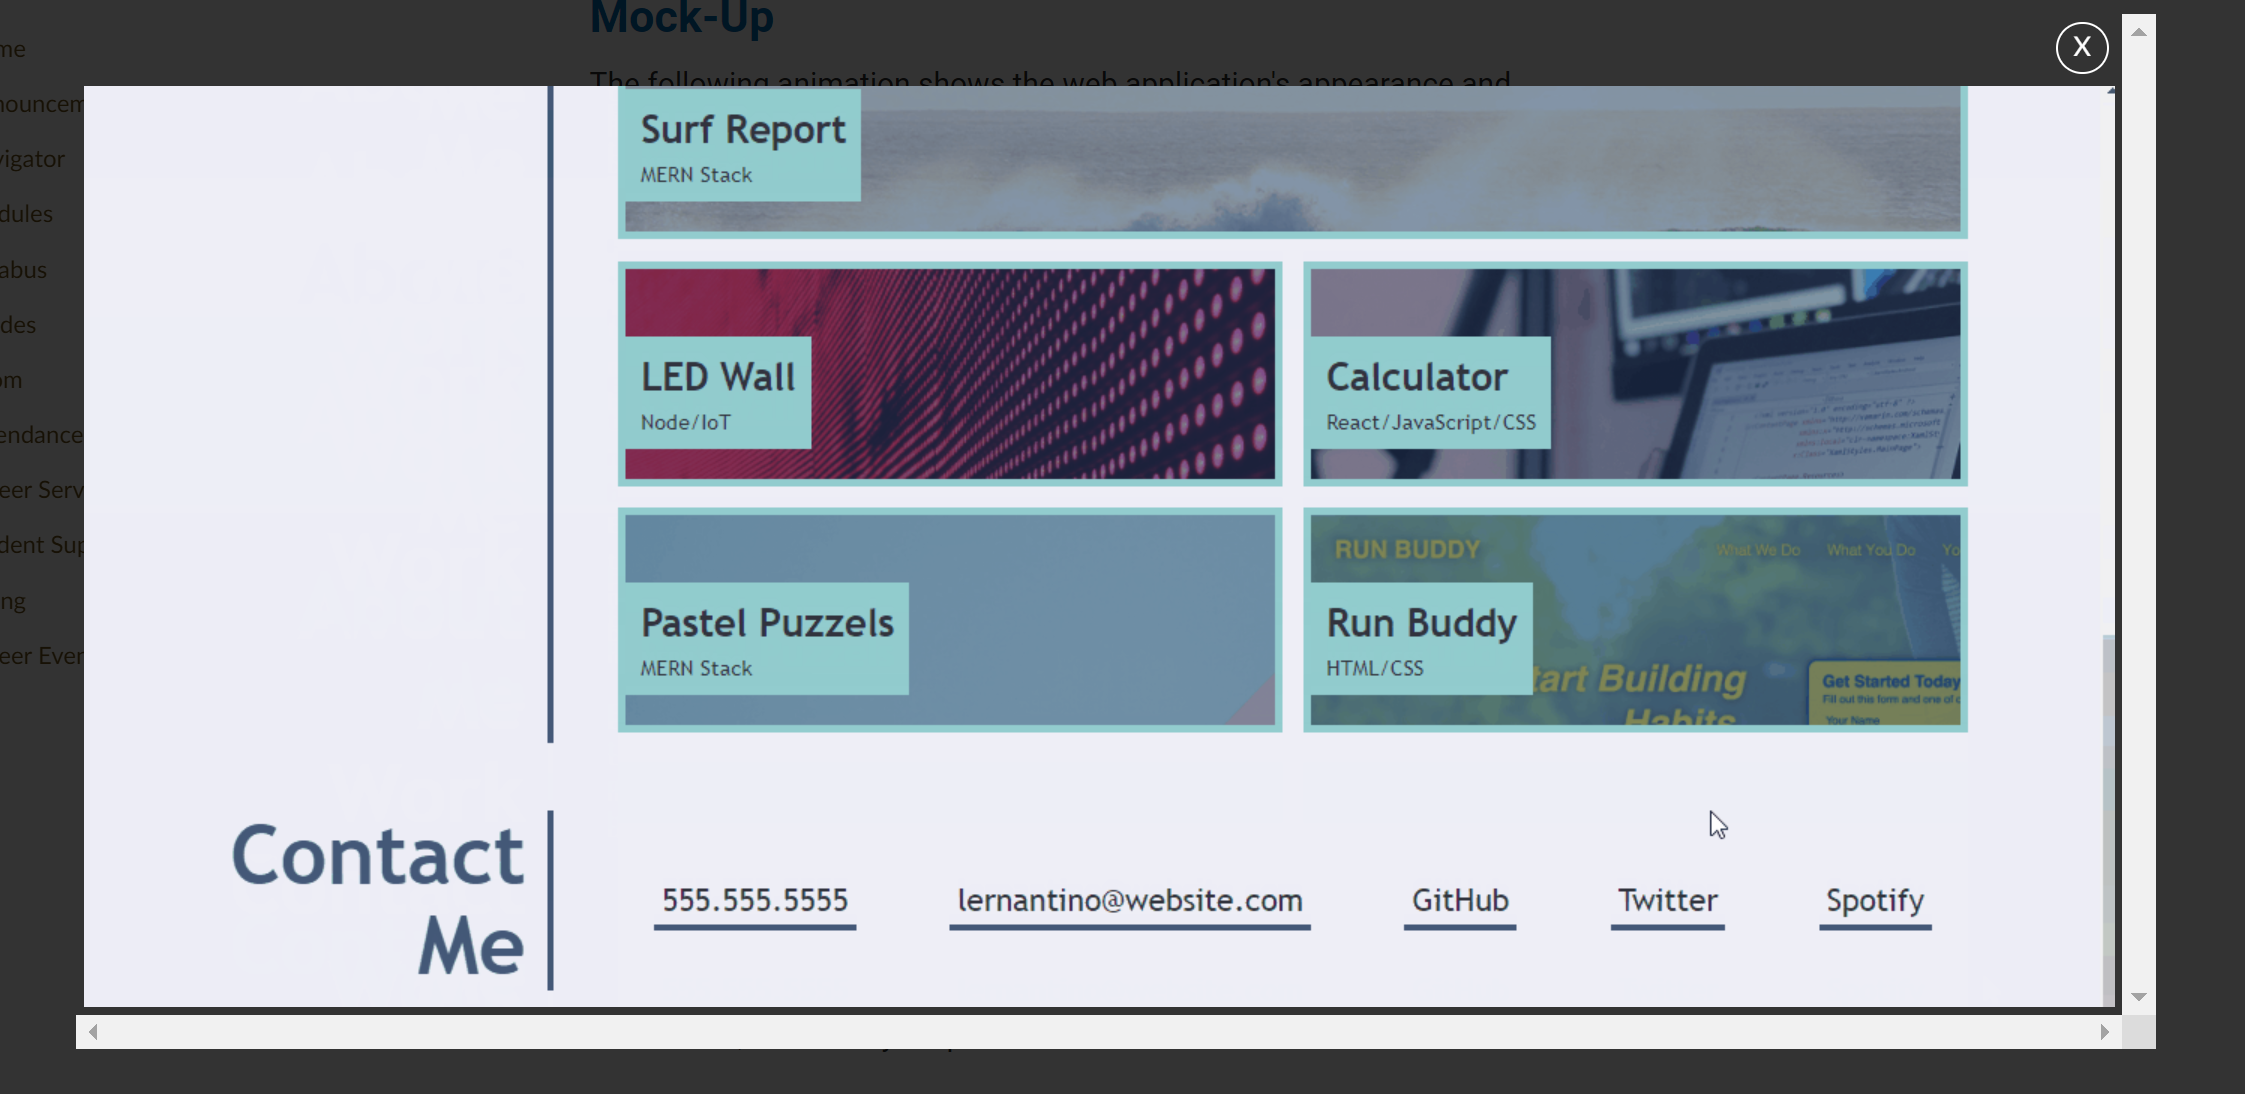 Mock-Up
The following animation shows the web application's appearance and
me
nouncem
vigator
dules
abus
des
om
endance
eer Serv
dent Sup
ng
eer Even
X
Surf Report
MERN Stack
LED Wall
Node/IoT
Calculator
React/JavaScript/CSS
Pastel Puzzels
MERN Stack
RUN BUDDY
What We Do What You Do Yo
Run Buddy
HTML/CSS
tart Building
Habits
Get Started Today
Fill out this form and one of
Your Name
Contact
Me
555.555.5555 lernantino@website.com GitHub Twitter Spotify